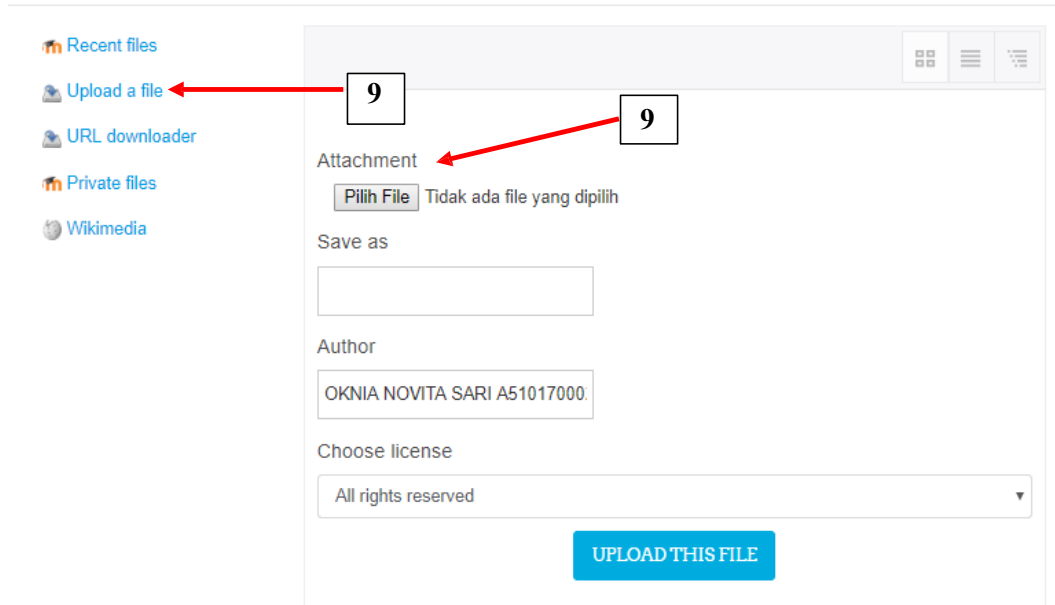 Recent files
Upload a file
URL downloader
Private files
Wikimedia
9
9
Attachment
Pilih File Tidak ada file yang dipilih
Save as
Author
OKNIA NOVITA SARI A51017000
Choose license
All rights reserved
UPLOAD THIS FILE